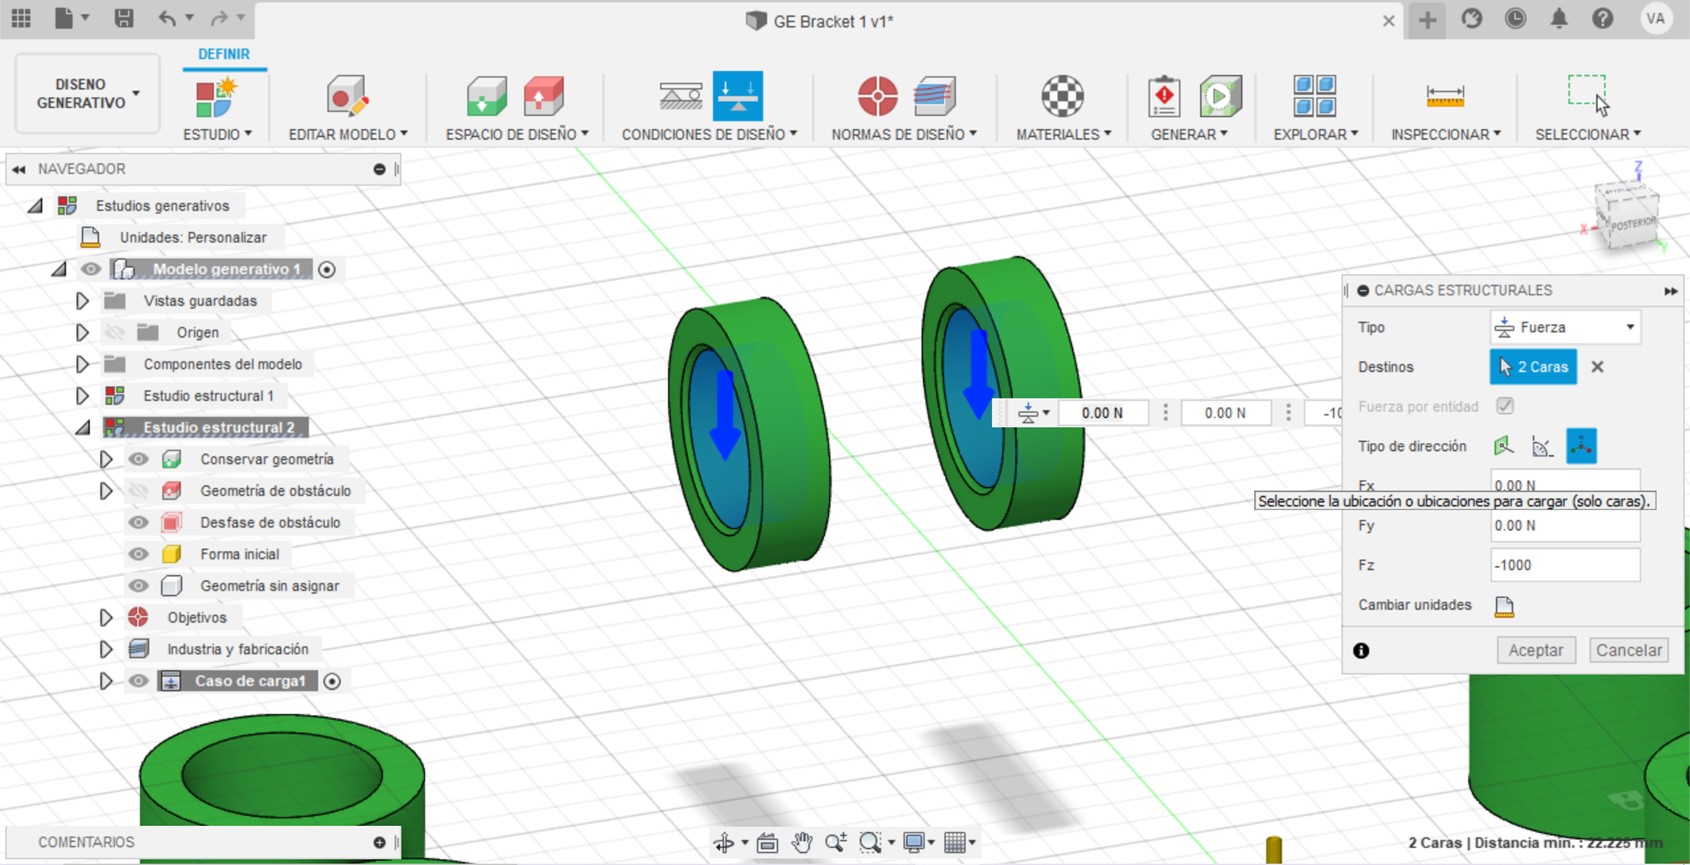 GE Bracket 1 v1*
VA
DEFINIR
DISENO
GENERATIVO
ESTUDIO
EDITAR MODELO
ESPACIO DE DISEÑO
CONDICIONES DE DISEÑO
NORMAS DE DISEÑO
MATERIALES
GENERAR
EXPLORAR
INSPECCIONAR
SELECCIONAR
NAVEGADOR
Estudios generativos
Unidades: Personalizar
Modelo generativo 1
Vistas guardadas
Origen
Componentes del modelo
Estudio estructural 1
Estudio estructural 2
Conservar geometría
Geometría de obstáculo
Desfase de obstáculo
Forma inicial
Geometría sin asignar
Objetivos
Industria y fabricación
Caso de carga1
COMENTARIOS
Z
X
Y
POSTERIOR
0.00 N
0.00 N
-10
CARGAS ESTRUCTURALES
Tipo
Fuerza
Destinos
2 Caras
Fuerza por entidad
Tipo de dirección
Fx
0.00 N
Seleccione la ubicación o ubicaciones para cargar (solo caras).
Fy
0.00 N
Fz
-1000
Cambiar unidades
Aceptar
Cancelar
2 Caras | Distancia min. : 22.225 mm